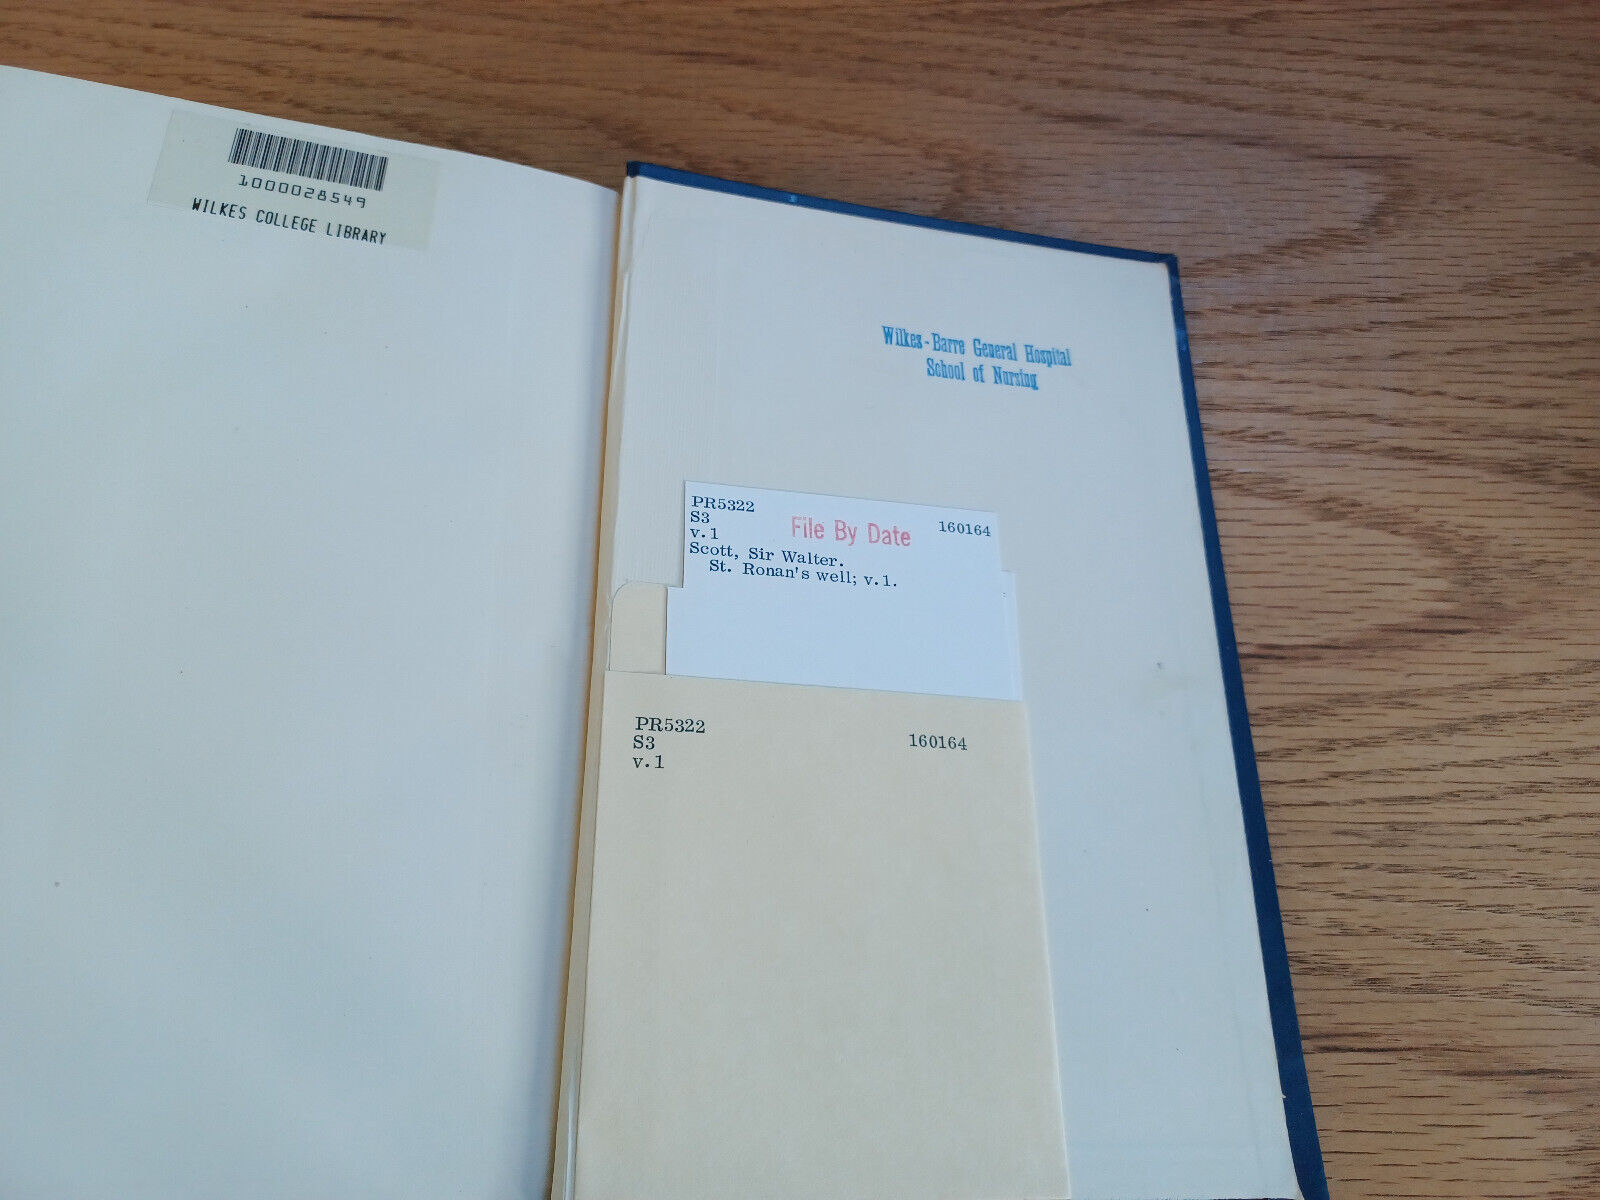 1000028549
WILKES COLLEGE LIBRARY
Wilkes-Barre General Hospital
School of Nursing
PR5322
S3
v.1
File By Date
160164
Scott, Sir Walter.
St. Ronan's well; v.1.
PR5322
S3
v.1
160164